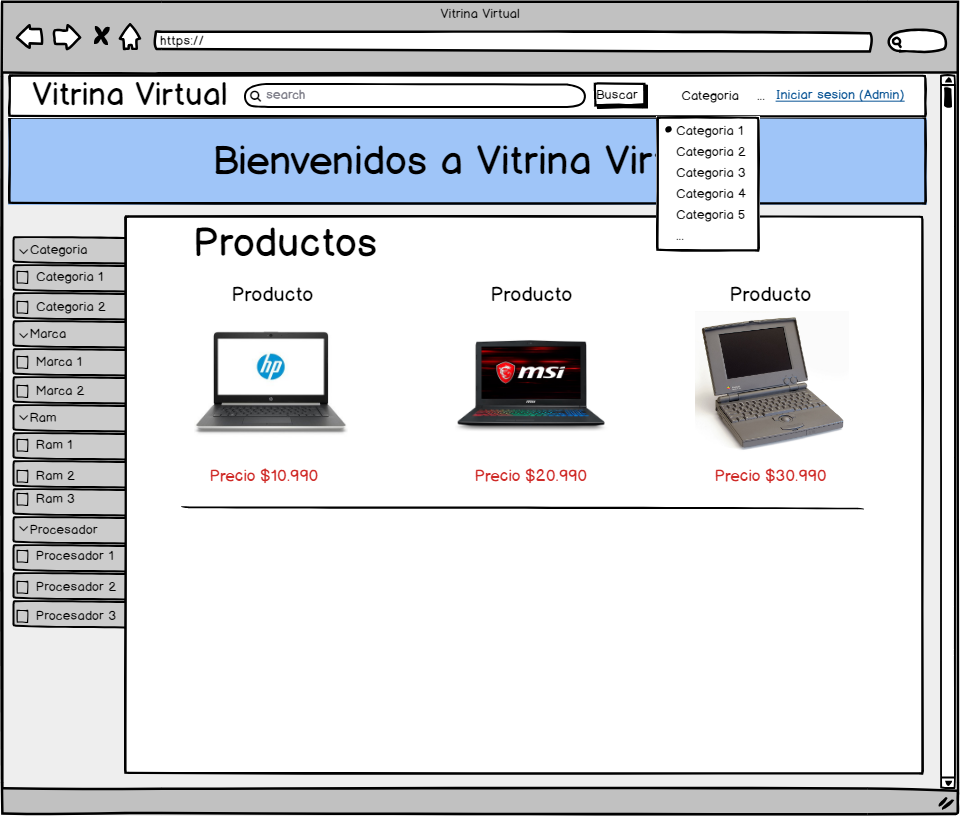 Vitrina Virtual
https://
Vitrina Virtual
search
Buscar
Categoria
...
Iniciar sesion (Admin)
Categoria 1
Categoria 2
Categoria 3
Categoria 4
Categoria 5
...
Bienvenidos a Vitrina Vir
Categoria
Categoria 1
Categoria 2
Marca
Marca 1
Marca 2
Ram
Ram 1
Ram 2
Ram 3
Procesador
Procesador 1
Procesador 2
Procesador 3
Productos
Producto
Producto
Producto
hp
msi
Precio $10.990
Precio $20.990
Precio $30.990